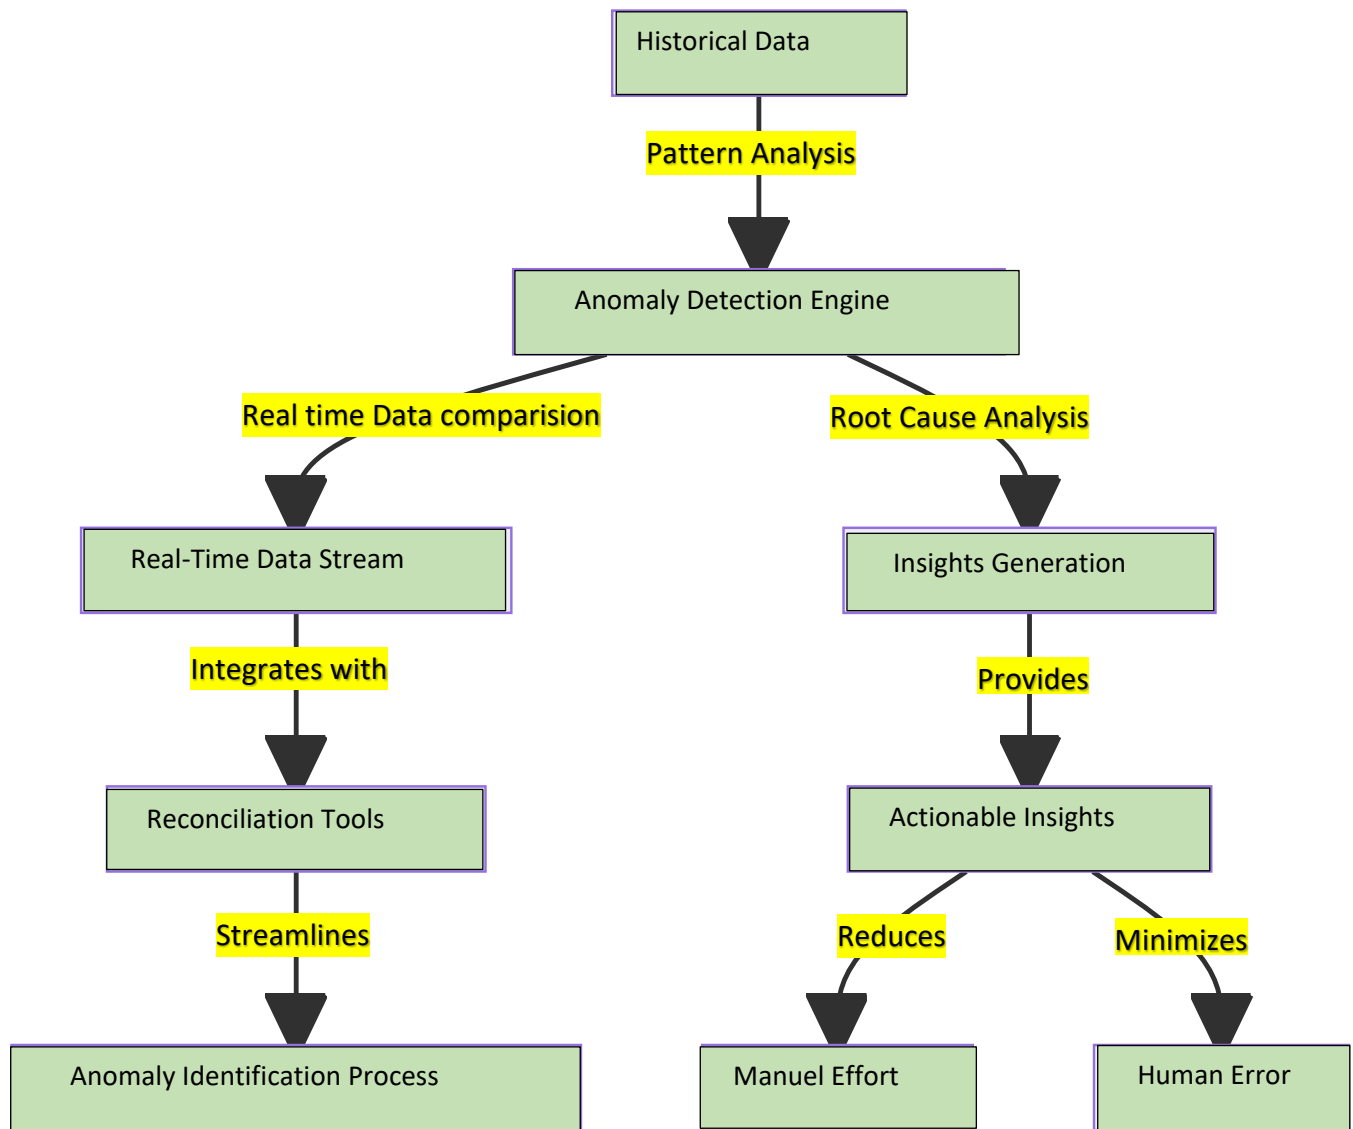 Historical Data
Pattern Analysis
Anomaly Detection Engine
Real time Data comparision
Root Cause Analysis
Real-Time Data Stream
Insights Generation
Integrates with
Provides
Reconciliation Tools
Actionable Insights
Streamlines
Reduces
Minimizes
Anomaly Identification Process
Manuel Effort
Human Error